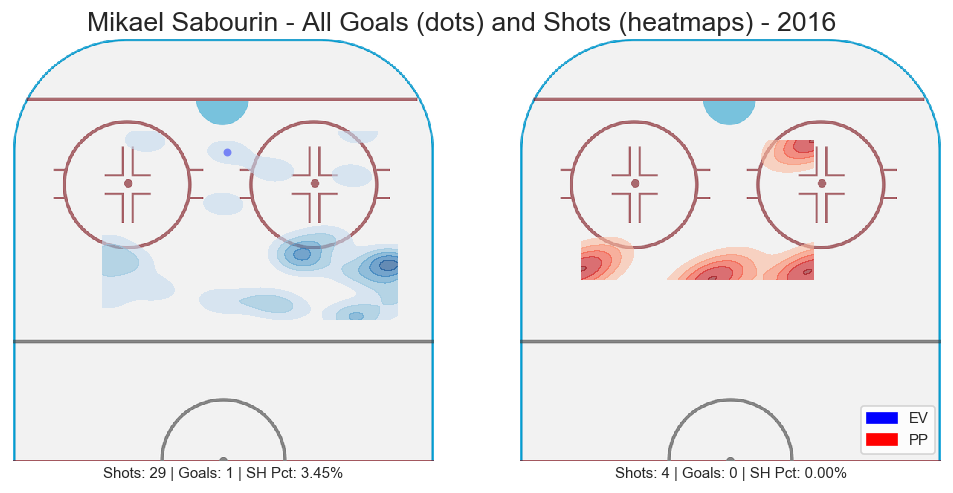 Mikael Sabourin - All Goals (dots) and Shots (heatmaps) - 2016
EV
PP
Shots: 29 | Goals: 1 | SH Pct: 3.45%
Shots: 4 | Goals: 0 | SH Pct: 0.00%